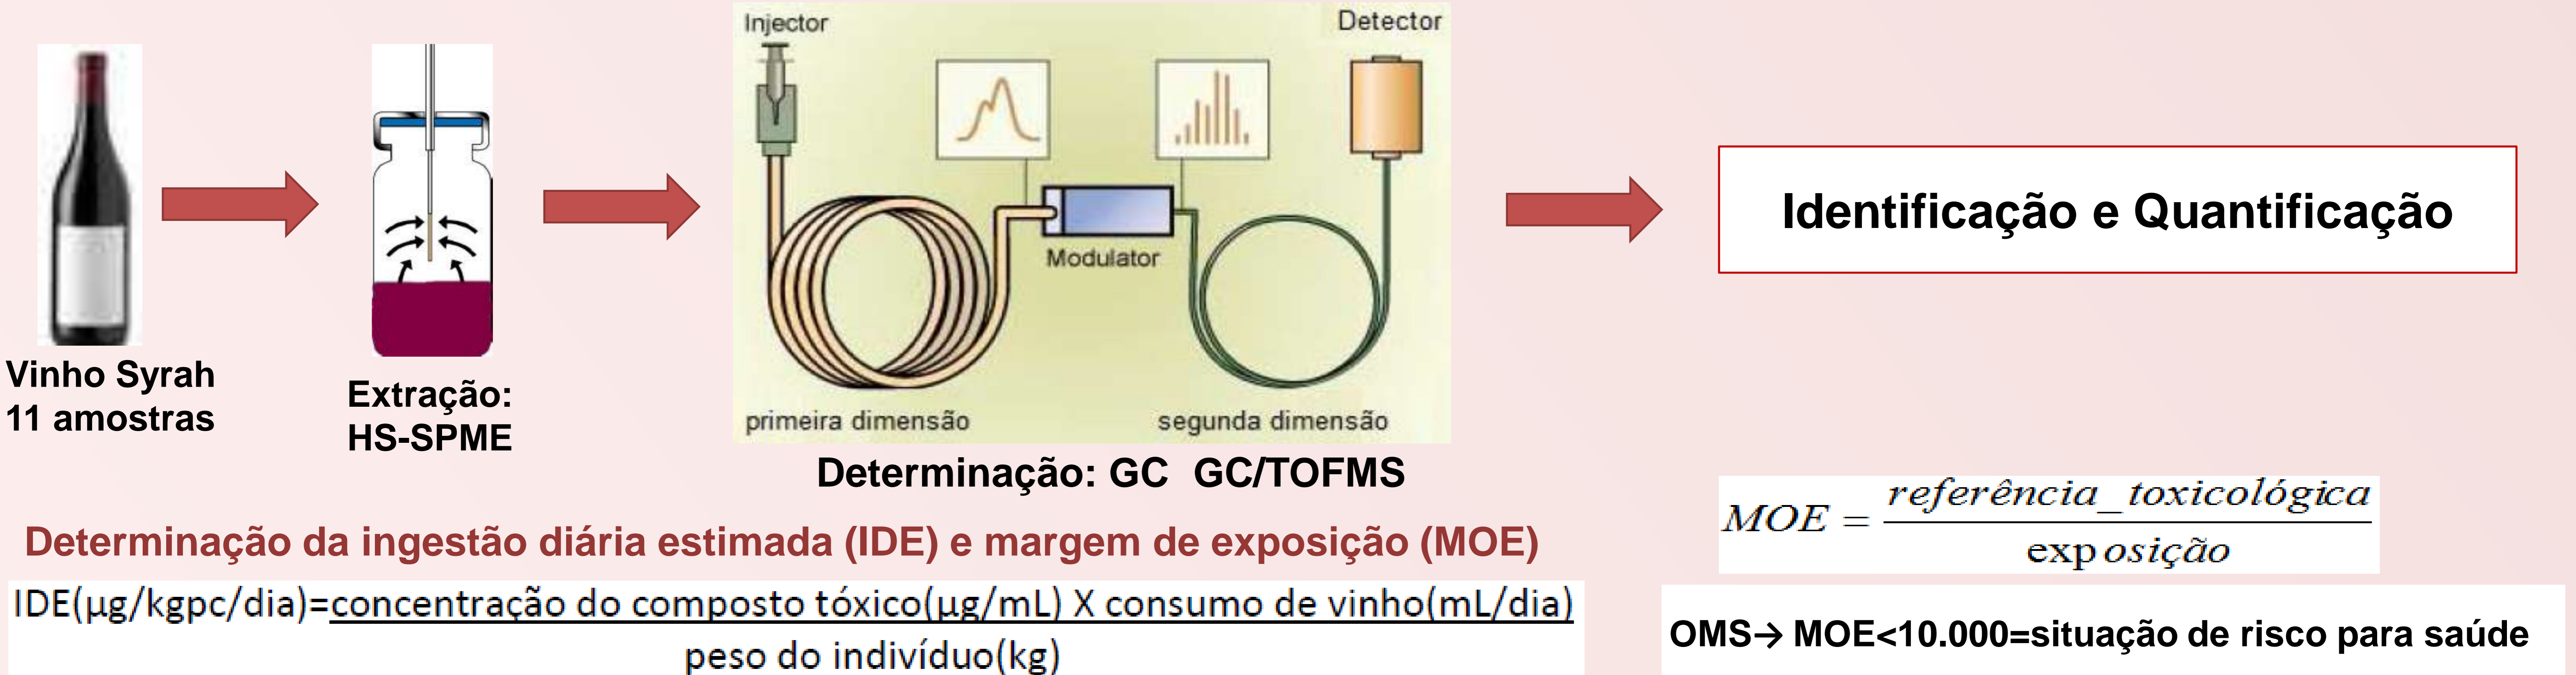 Injector
Detector
Modulator
primeira dimensão
segunda dimensão
Vinho Syrah
11 amostras
Extração:
HS-SPME
Determinação: GC GC/TOFMS
Identificação e Quantificação
Determinação da ingestão diária estimada (IDE) e margem de exposição (MOE)
IDE(µg/kgpc/dia)=concentração do composto tóxico(µg/mL) X consumo de vinho(mL/dia)
peso do indivíduo(kg)
MOE = referência_toxicológica
exposição
OMS→ MOE<10.000=situação de risco para saúde